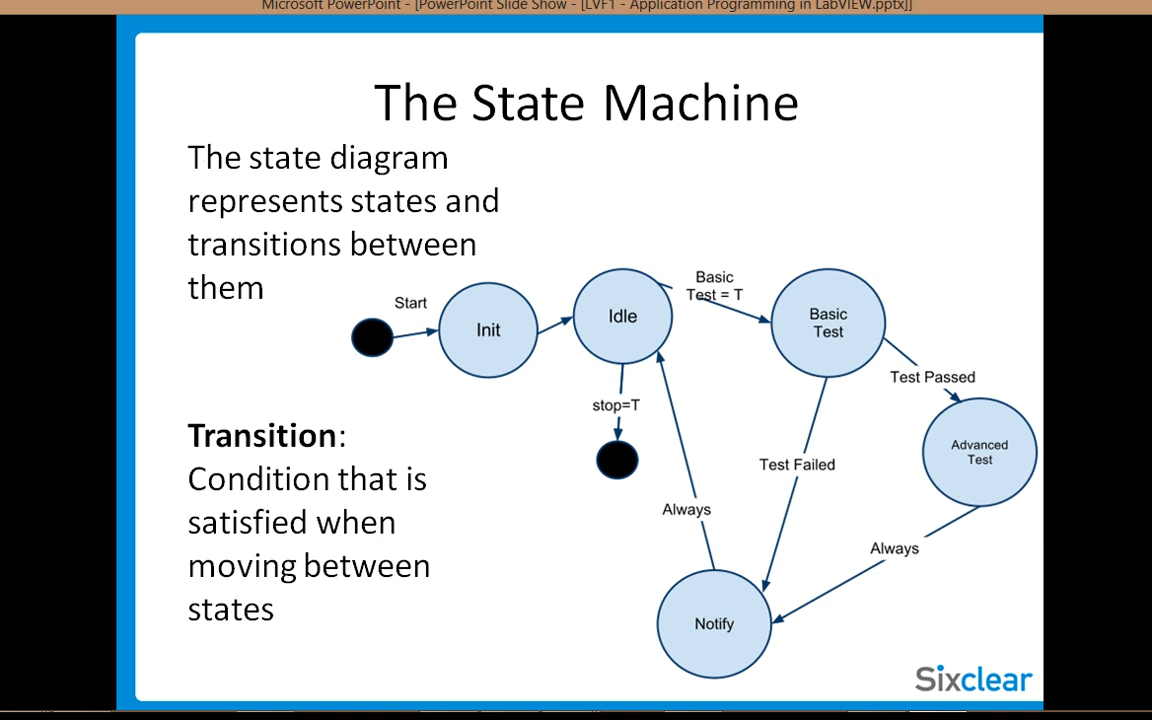 Microsoft PowerPoint - [PowerPoint Slide Show - [LVF1 - Application Programming in LabVIEW.pptx]]
The State Machine
The state diagram
represents states and
transitions between
them
Transition:
Condition that is
satisfied when
moving between
states
Start
Init
Idle
Basic
Test = T
Basic
Test
Test Passed
stop=T
Advanced
Test
Test Failed
Always
Always
Notify
Sixclear